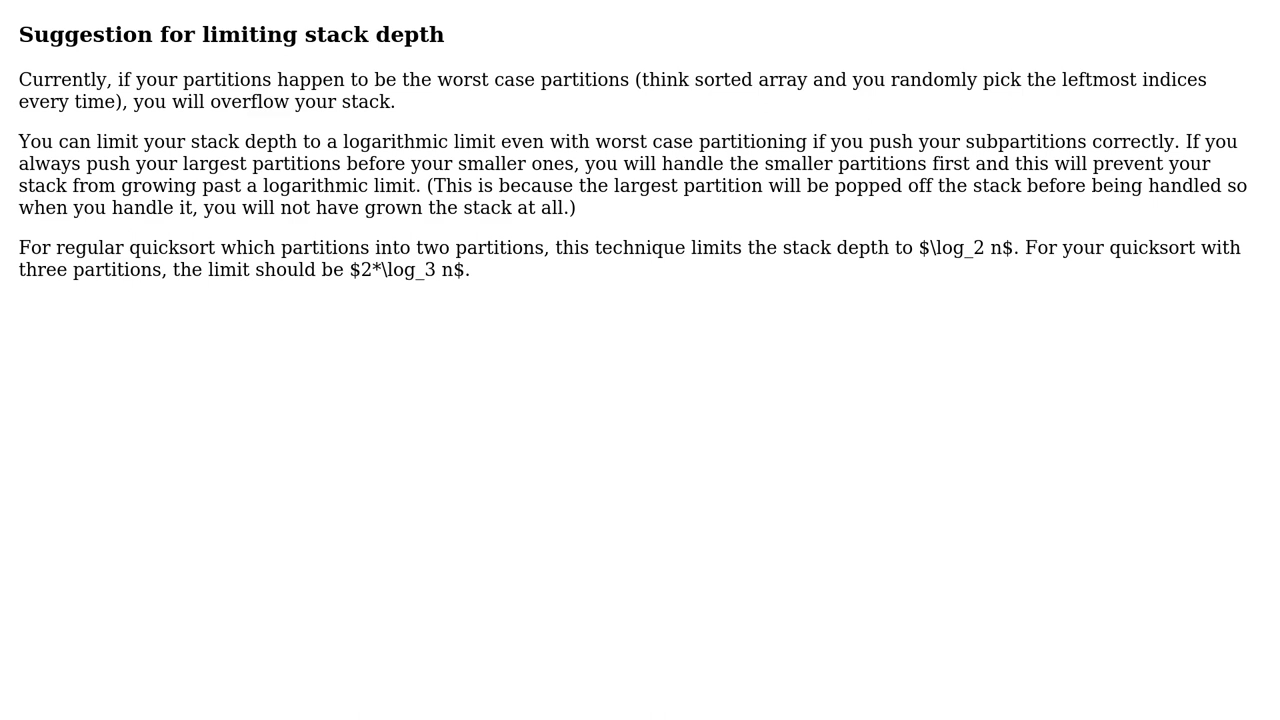 Suggestion for limiting stack depth
Currently, if your partitions happen to be the worst case partitions (think sorted array and you randomly pick the leftmost indices
every time), you will overflow your stack.
You can limit your stack depth to a logarithmic limit even with worst case partitioning if you push your subpartitions correctly. If you
always push your largest partitions before your smaller ones, you will handle the smaller partitions first and this will prevent your
stack from growing past a logarithmic limit. (This is because the largest partition will be popped off the stack before being handled so
when you handle it, you will not have grown the stack at all.)
For regular quicksort which partitions into two partitions, this technique limits the stack depth to $\log_2 n$. For your quicksort with
three partitions, the limit should be $2*\log_3 n$.